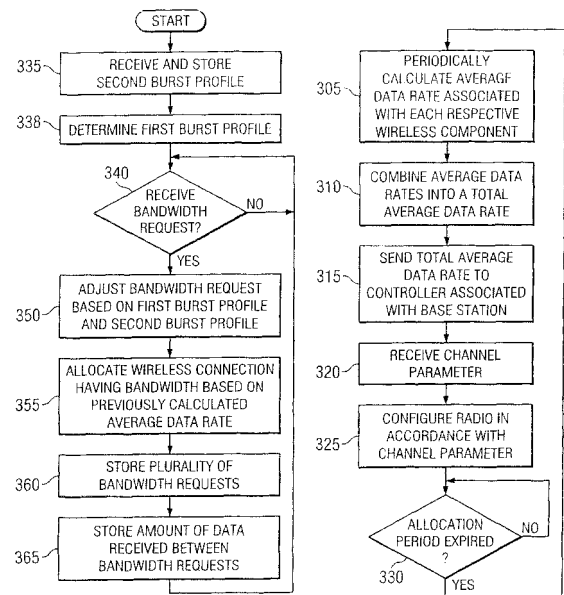 START
335
RECEIVE AND STORE
SECOND BURST PROFILE
338
DETERMINE FIRST BURST PROFILE
340
RECEIVE
BANDWIDTH
REQUEST?
NO
YES
350
ADJUST BANDWIDTH REQUEST
BASED ON FIRST BURST PROFILE
AND SECOND BURST PROFILE
355
ALLOCATE WIRELESS CONNECTION
HAVING BANDWIDTH BASED ON
PREVIOUSLY CALCULATED
AVERAGE DATA RATE
360
STORE PLURALITY OF
BANDWIDTH REQUESTS
365
STORE AMOUNT OF DATA
RECEIVED BETWEEN
BANDWIDTH REQUESTS
305
PERIODICALLY
CALCULATE AVERAGE
DATA RATE ASSOCIATED
WITH EACH RESPECTIVE
WIRELESS COMPONENT
310
COMBINE AVERAGE DATA
RATES INTO A TOTAL
AVERAGE DATA RATE
315
SEND TOTAL AVERAGE
DATA RATE TO
CONTROLLER ASSOCIATED
WITH BASE STATION
320
RECEIVE CHANNEL
PARAMETER
325
CONFIGURE RADIO IN
ACCORDANCE WITH
CHANNEL PARAMETER
ALLOCATION
PERIOD EXPIRED
?
NO
330
YES